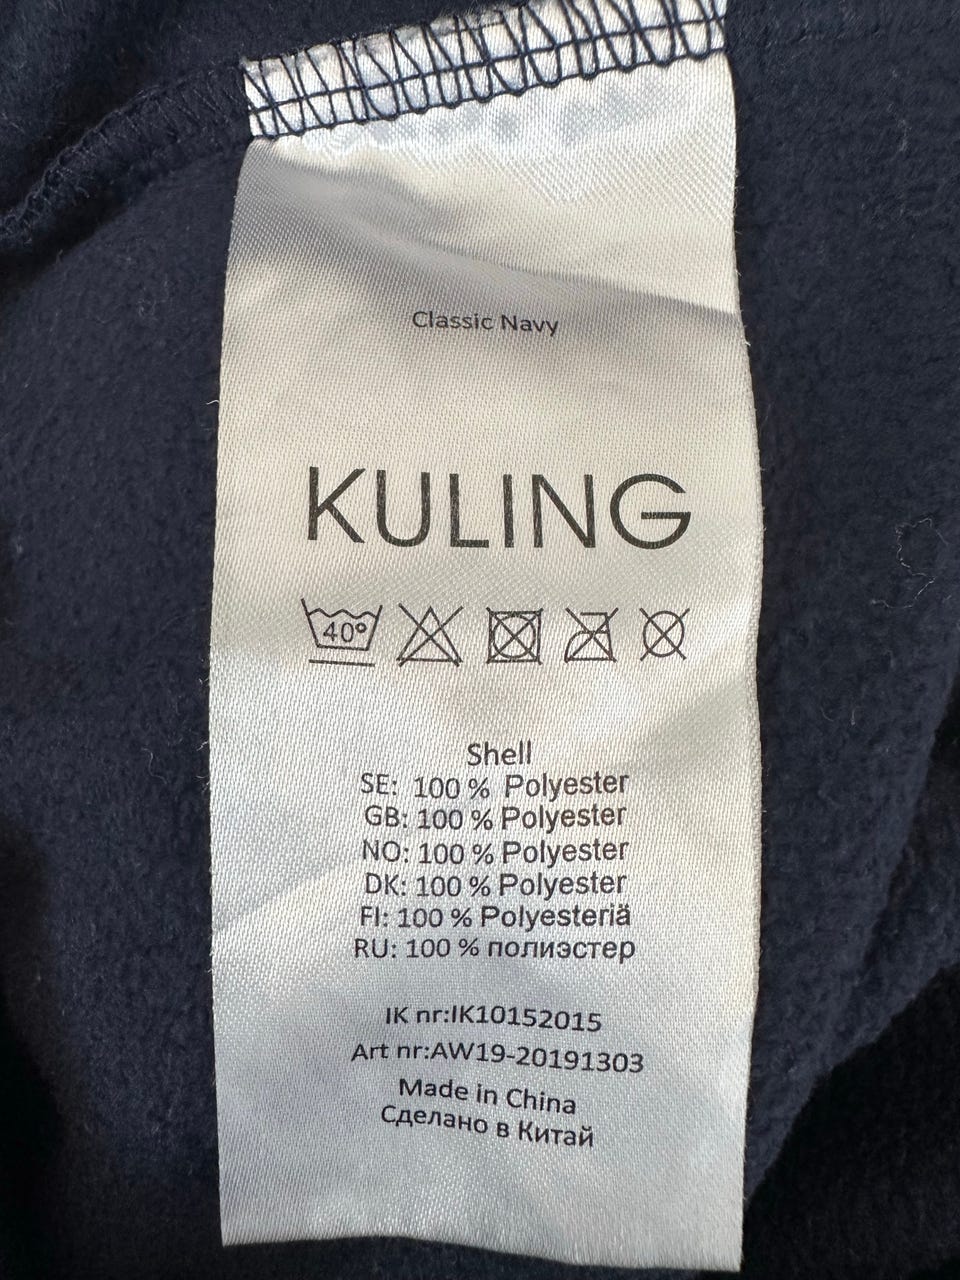 Classic Navy
KULING
40°
Shell
SE: 100 % Polyester
GB: 100 % Polyester
NO: 100 % Polyester
DK: 100 % Polyester
FI: 100 % Polyesteriä
RU: 100 % полиэстер
IK nr:IK10152015
Art nr:AW19-20191303
Made in China
Сделано в Китай